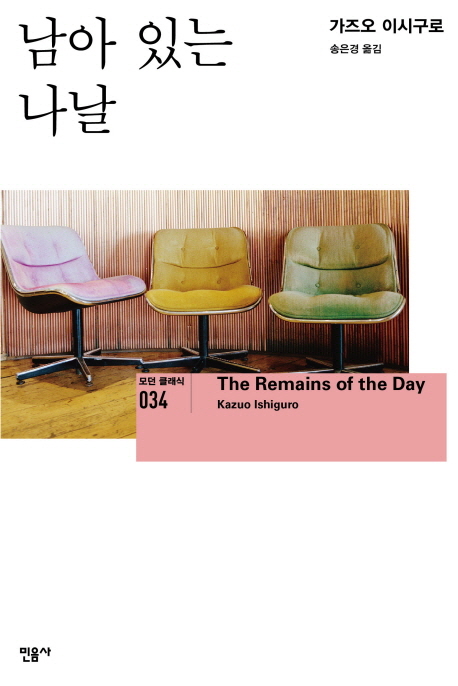 남아 있는
나날
가즈오 이시구로
송은경 옮김
모던 클래식
034
The Remains of the Day
Kazuo Ishiguro
민음사